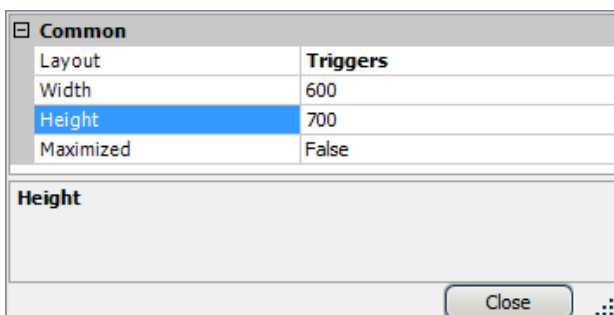 Common
Layout Triggers
Width 600
Height 700
Maximized False
Height
Close